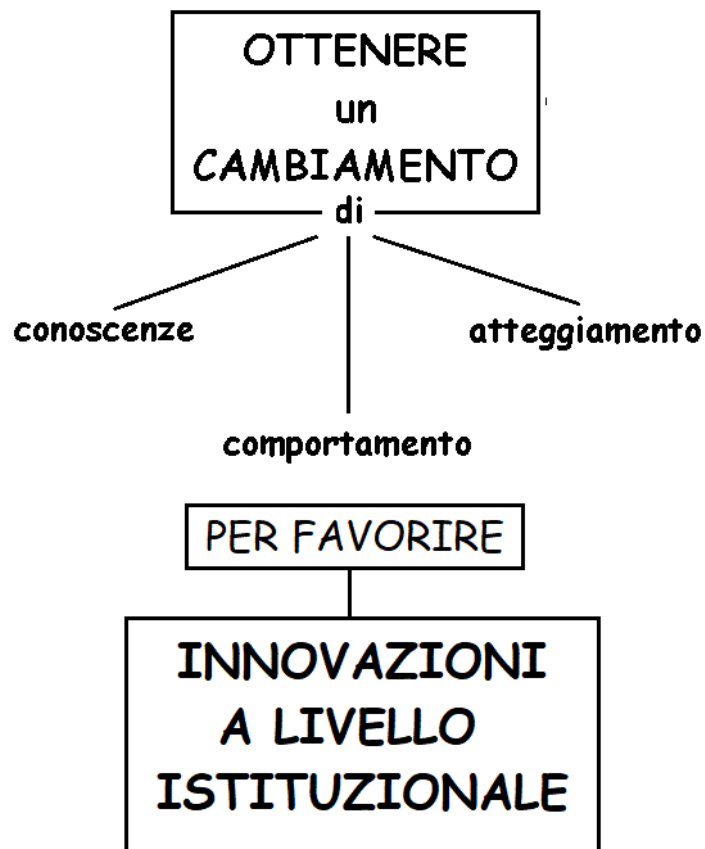 OTTENERE
un
CAMBIAMENTO
di
conoscenze
atteggiamento
comportamento
PER FAVORIRE
INNOVAZIONI
A LIVELLO
ISTITUZIONALE